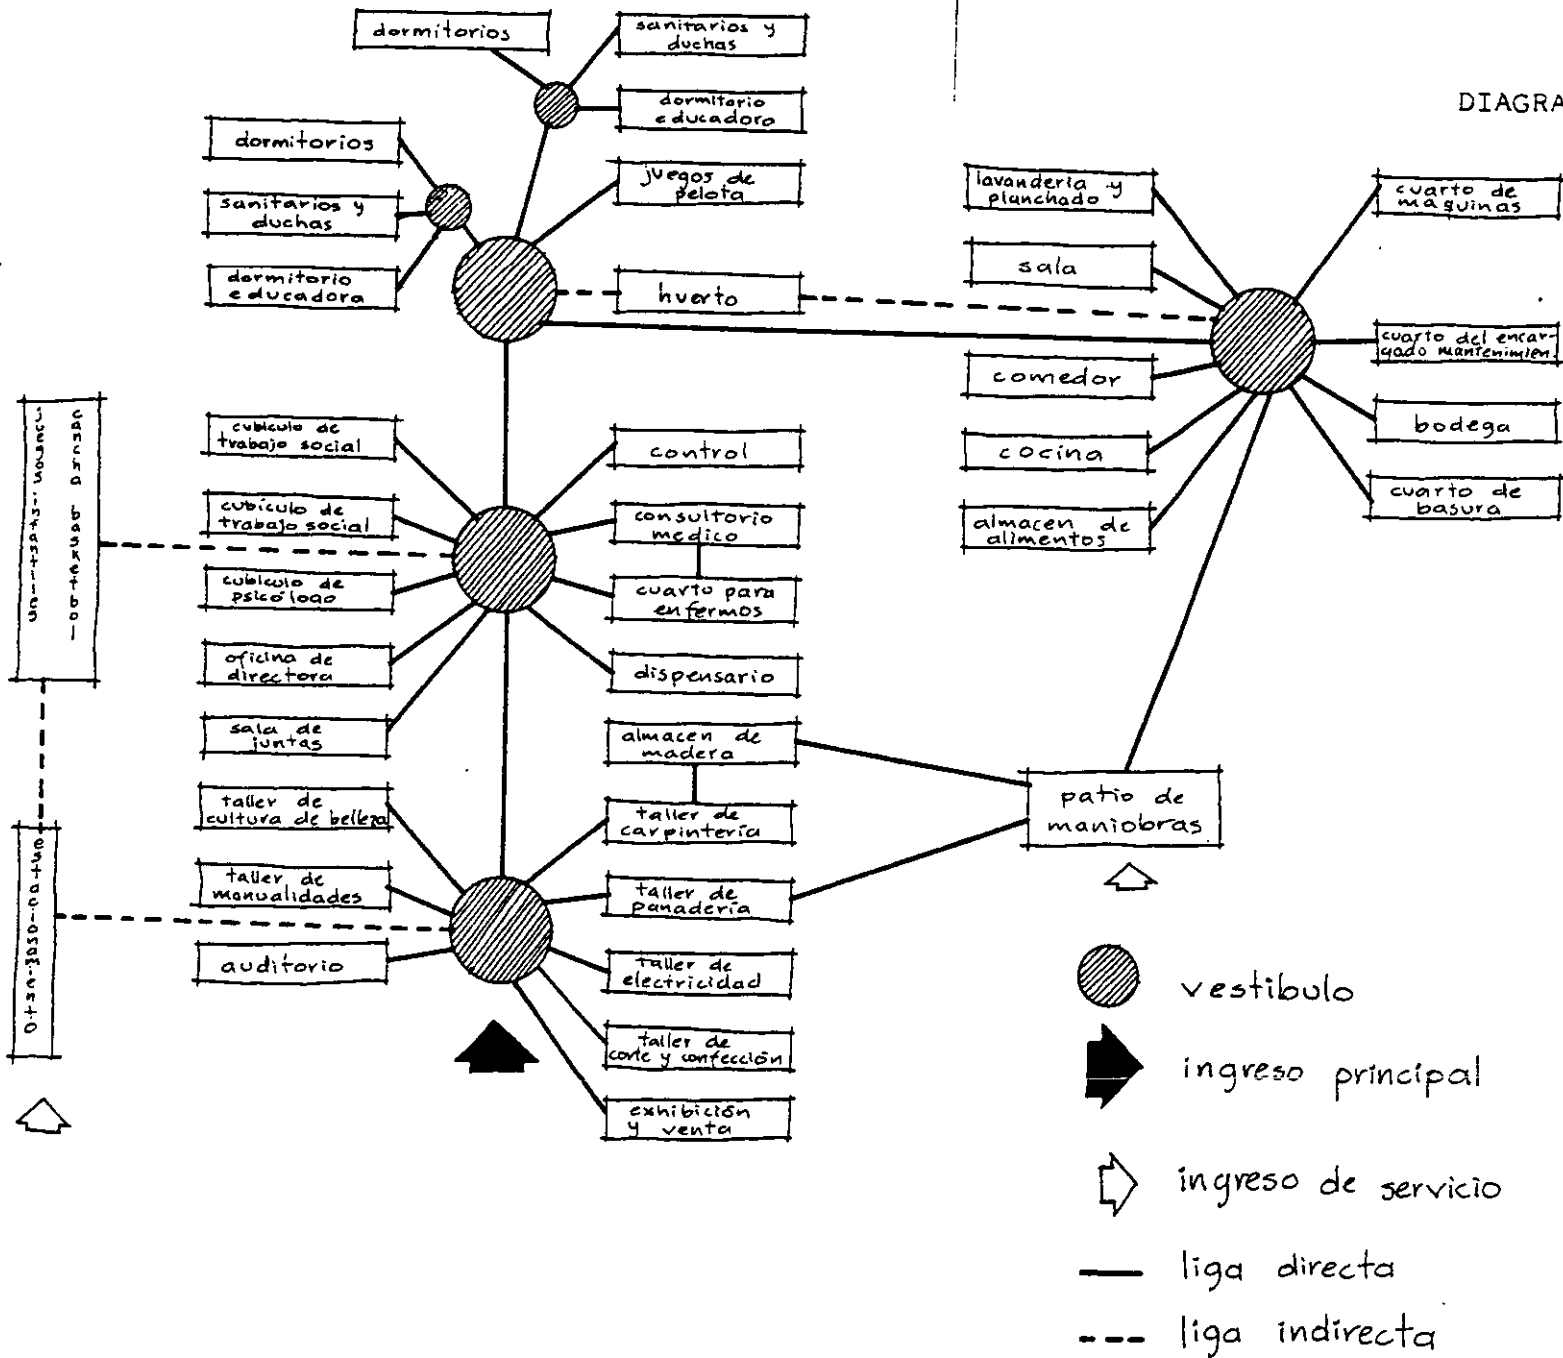 dormitorios
sanitarios y
duchas
dormitorio
educadora
DIAGRA
dormitorios
sanitarios y
duchas
dormitorio
educadora
juegos de
pelota
huerto
lavanderia y
planchado
sala
comedor
cocina
almacen de
alimentos
cuarto de
maquinas
cuarto del encar-
gado mantenimien.
bodega
cuarto de
basura
cancha basketbol
juegos infantiles
cubiculo de
trabajo social
cubiculo de
trabajo social
cubiculo de
psicólogo
oficina de
directora
sala de
juntas
control
consultorio
medico
cuarto para
enfermos
dispensario
almacen de
madera
taller de
cultura de belleza
taller de
manualidades
auditorio
taller de
carpintería
taller de
panadería
taller de
electricidad
taller de
corte y confección
exhibición
y venta
estacionamiento
patio de
maniobras
vestibulo
ingreso principal
ingreso de servicio
liga directa
liga indirecta